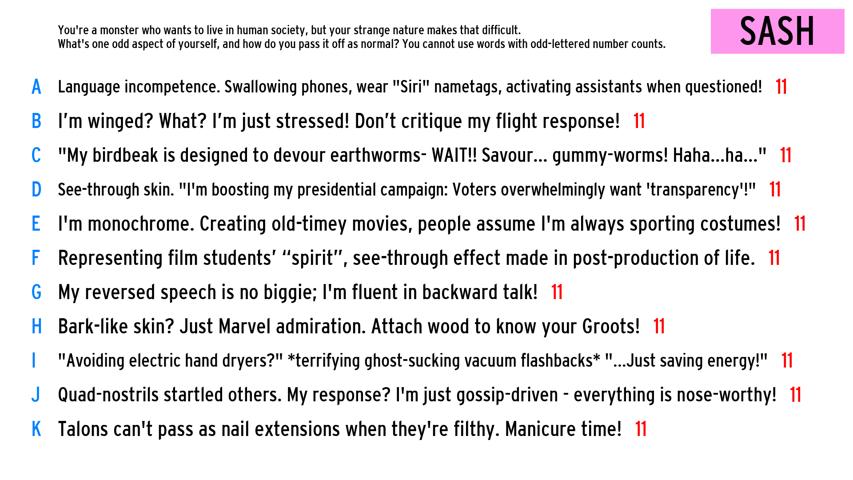 You're a monster who wants to live in human society, but your strange nature makes that difficult.
What's one odd aspect of yourself, and how do you pass it off as normal? You cannot use words with odd-lettered number counts.
SASH
A Language incompetence. Swallowing phones, wear "Siri" nametags, activating assistants when questioned! 11
B I'm winged? What? I'm just stressed! Don't critique my flight response! 11
C "My birdbeak is designed to devour earthworms- WAIT!! Savour... gummy-worms! Haha...ha..." 11
D See-through skin. "I'm boosting my presidential campaign: Voters overwhelmingly want 'transparency'!" 11
E I'm monochrome. Creating old-timey movies, people assume I'm always sporting costumes! 11
F Representing film students’ “spirit”, see-through effect made in post-production of life. 11
G My reversed speech is no biggie; I'm fluent in backward talk! 11
H Bark-like skin? Just Marvel admiration. Attach wood to know your Groots! 11
I "Avoiding electric hand dryers?" *terrifying ghost-sucking vacuum flashbacks* "...Just saving energy!" 11
J Quad-nostrils startled others. My response? I'm just gossip-driven - everything is nose-worthy! 11
K Talons can't pass as nail extensions when they're filthy. Manicure time! 11